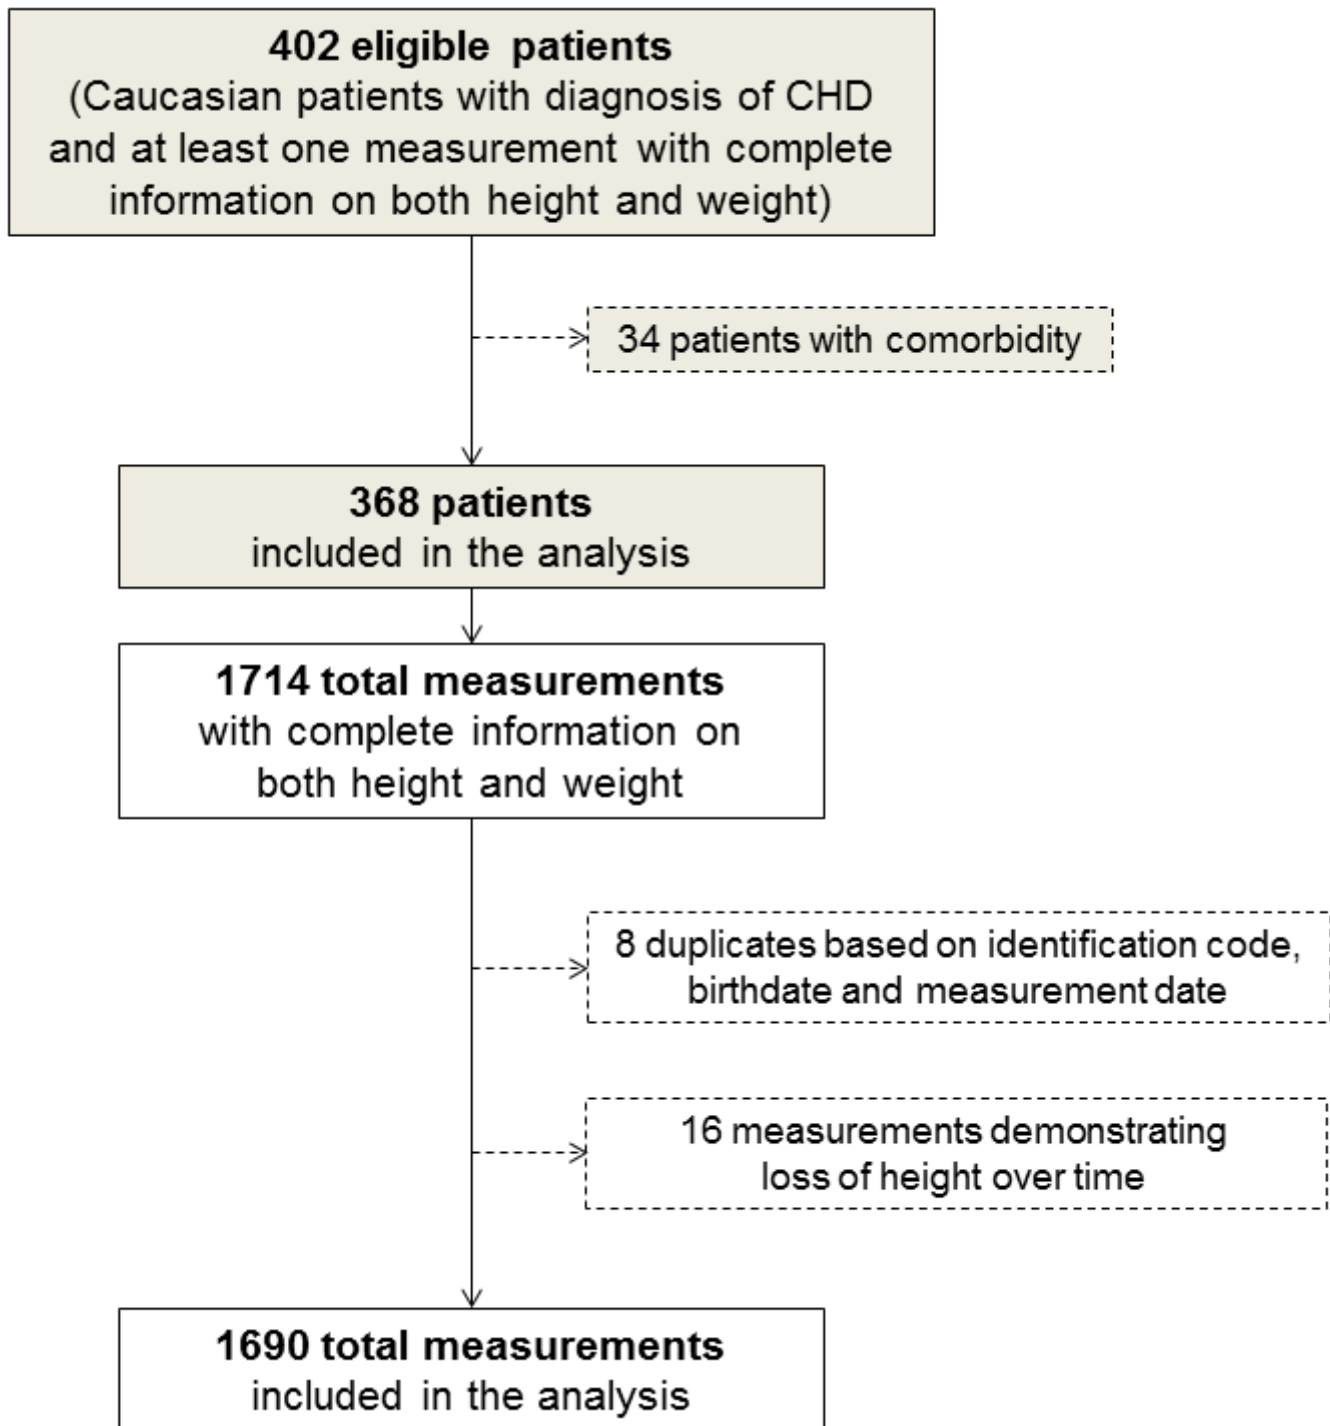 402 eligible patients
(Caucasian patients with diagnosis of CHD
and at least one measurement with complete
information on both height and weight)
34 patients with comorbidity
368 patients
included in the analysis
1714 total measurements
with complete information on
both height and weight
8 duplicates based on identification code,
birthdate and measurement date
16 measurements demonstrating
loss of height over time
1690 total measurements
included in the analysis